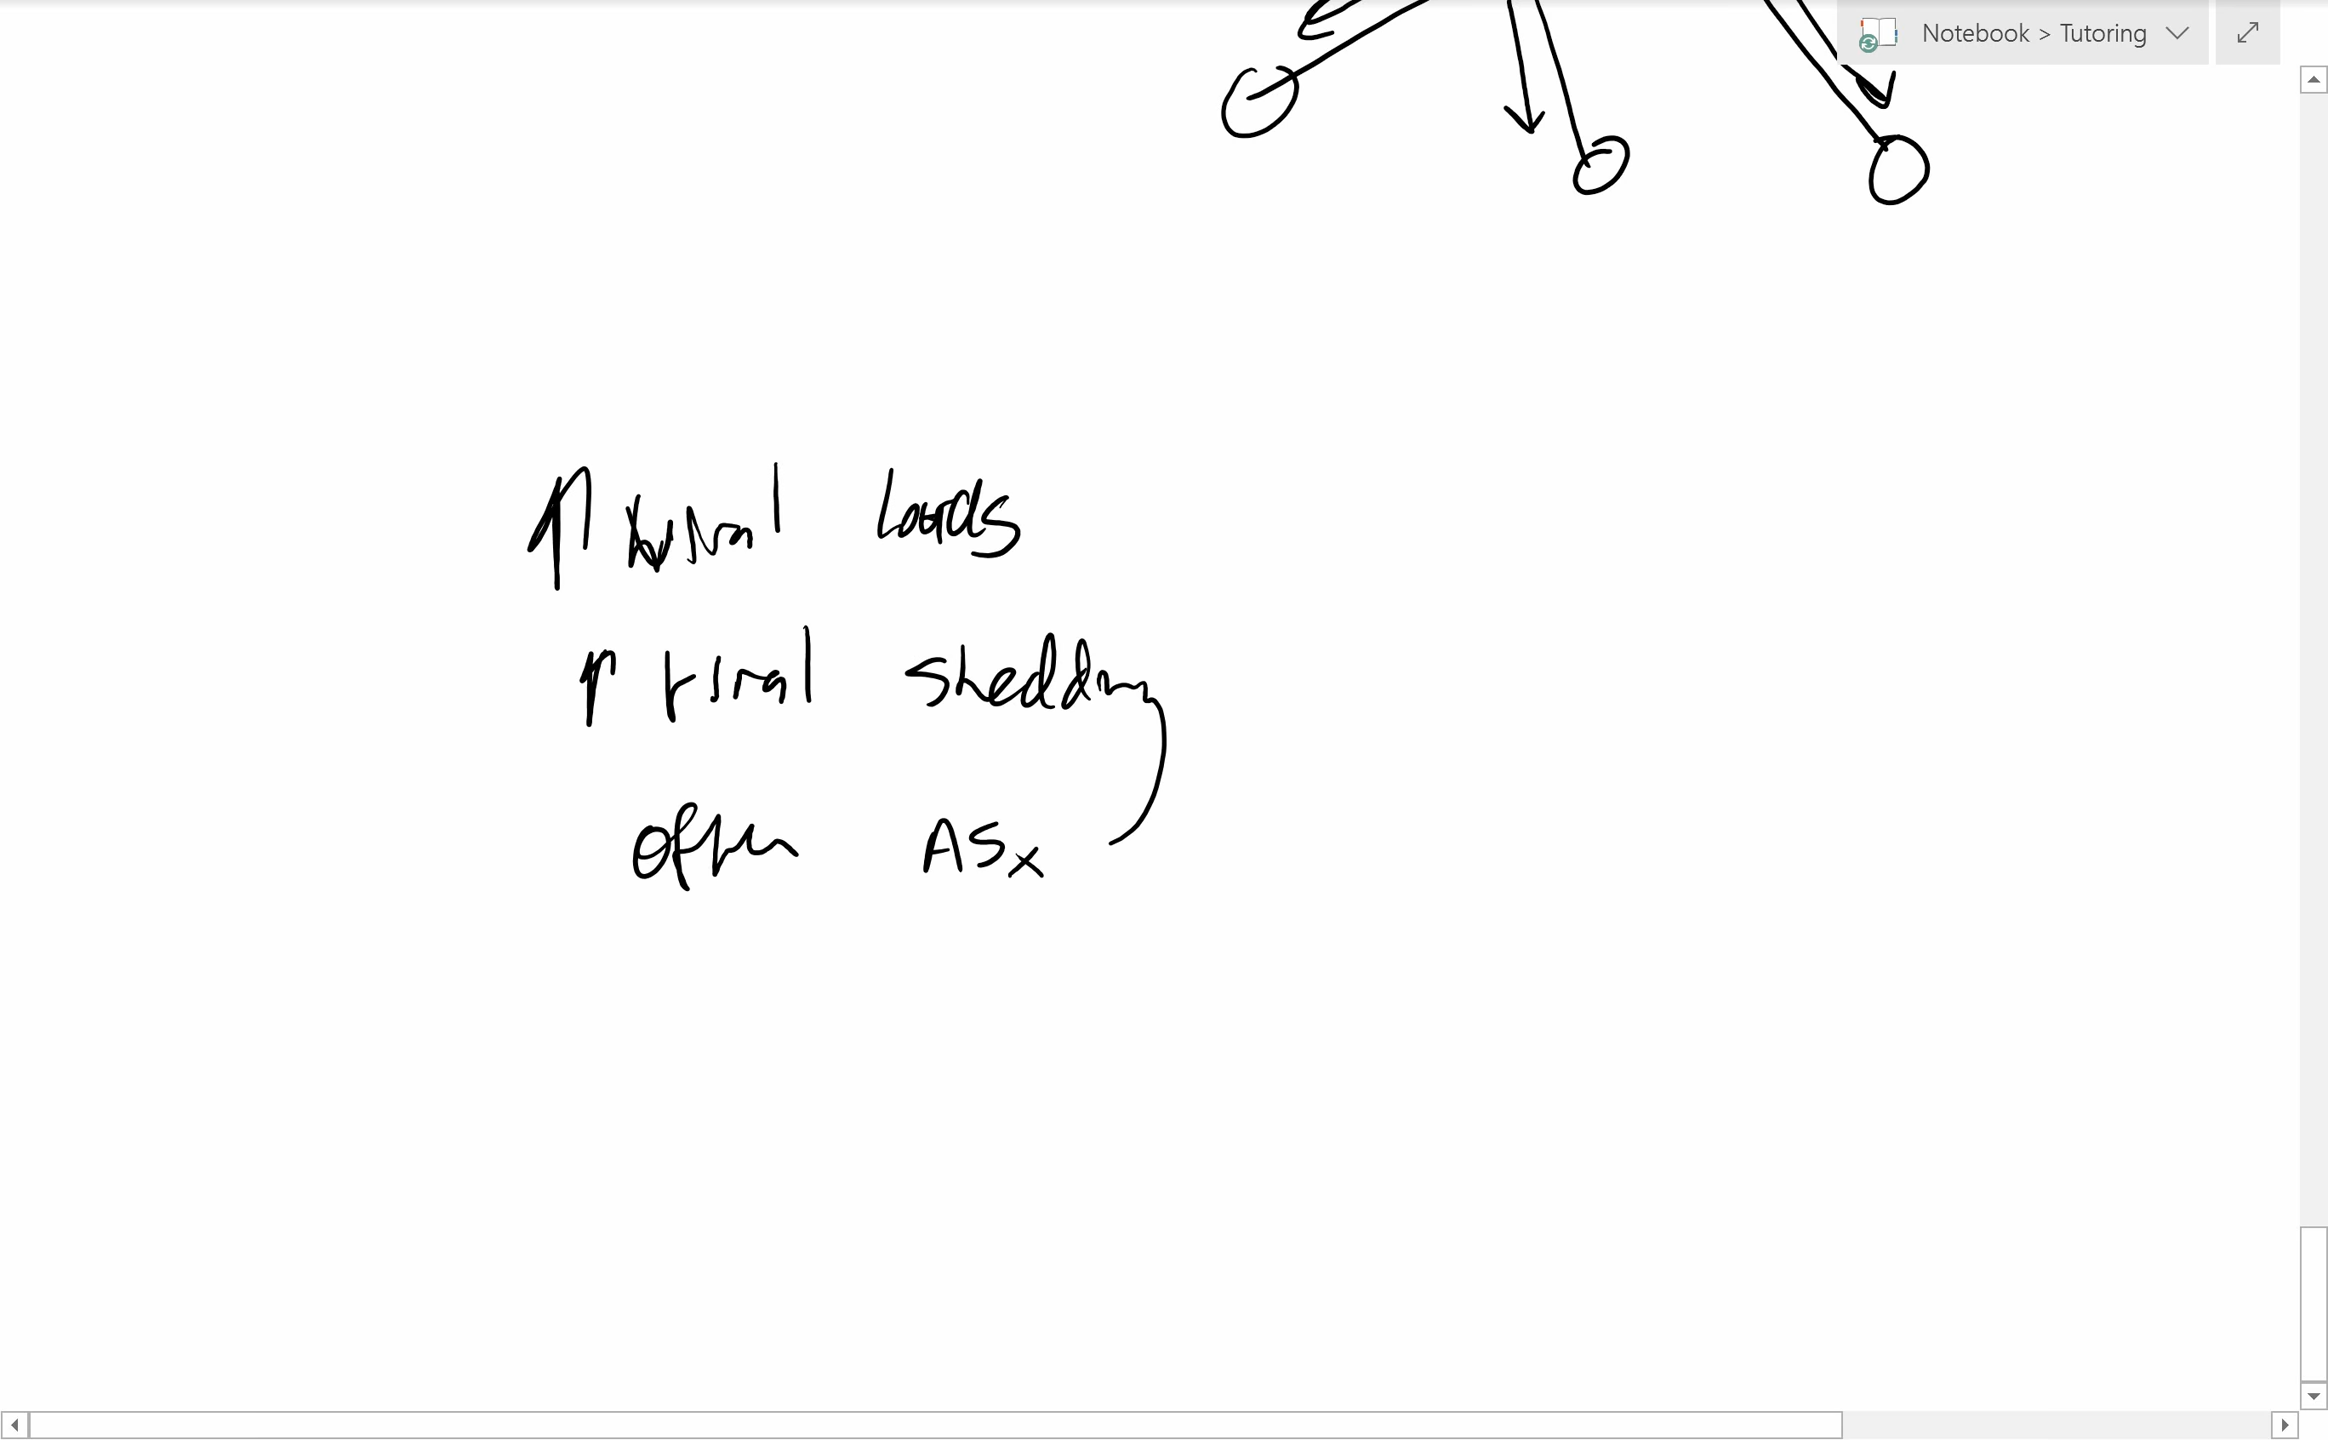 Notebook > Tutoring
↑ viral loads
↑ viral shedding
often ASx